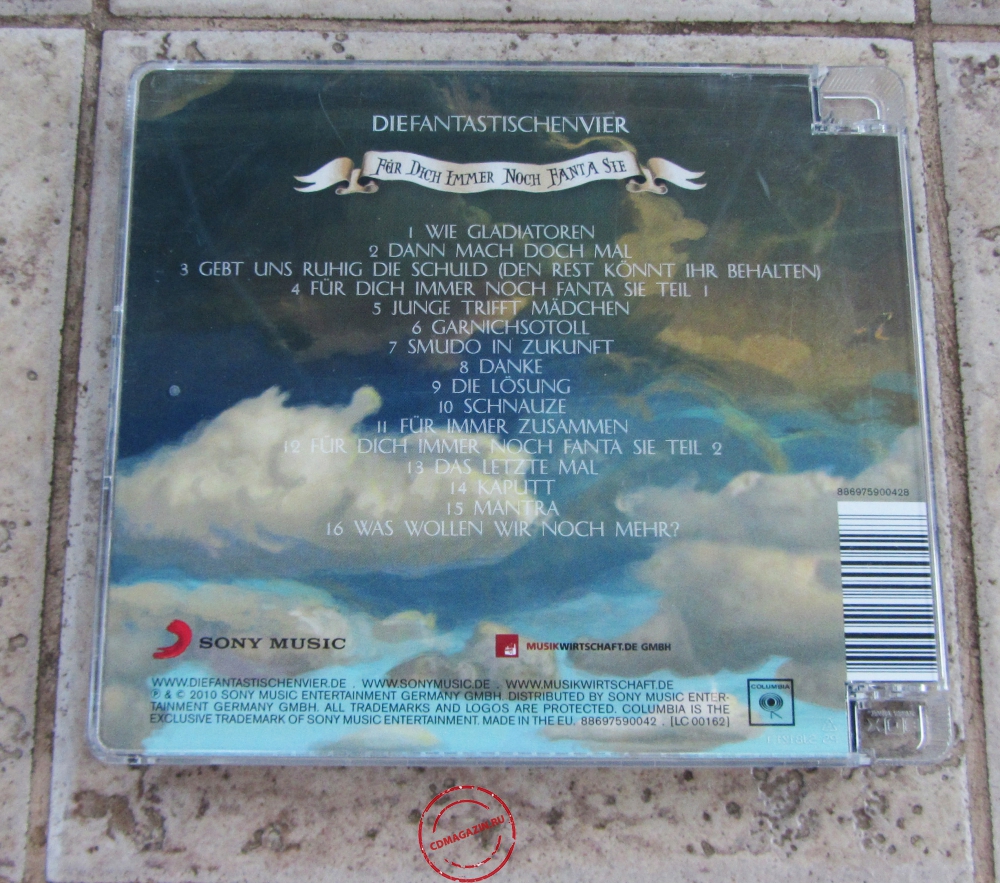 DIEFANTASTISCHENVIER
FÜR DICH IMMER NOCH FANTA SIE
1 WIE GLADIATOREN
2 DANN MACH DOCH MAL
3 GEBT UNS RUHIG DIE SCHULD (DEN REST KÖNNT IHR BEHALTEN)
4 FÜR DICH IMMER NOCH FANTA SIE TEIL 1
5 JUNGE TRIFFT MÄDCHEN
6 GARNICHSOTOLL
7 SMUDO IN ZUKUNFT
8 DANKE
9 DIE LÖSUNG
10 SCHNAUZE
11 FÜR IMMER ZUSAMMEN
12 FÜR DICH IMMER NOCH FANTA SIE TEIL 2
13 DAS LETZTE MAL
14 KAPUTT
15 MANTRA
16 WAS WOLLEN WIR NOCH MEHR?
886975900428
SONY MUSIC
MUSIKWIRTSCHAFT.DE GMBH
WWW.DIEFANTASTISCHENVIER.DE . WWW.SONYMUSIC.DE . WWW.MUSIKWIRTSCHAFT.DE
℗ & © 2010 SONY MUSIC ENTERTAINMENT GERMANY GMBH. DISTRIBUTED BY SONY MUSIC ENTER-
TAINMENT GERMANY GMBH. ALL TRADEMARKS AND LOGOS ARE PROTECTED. COLUMBIA IS THE
EXCLUSIVE TRADEMARK OF SONY MUSIC ENTERTAINMENT. MADE IN THE EU. 88697590042 . [LC 00162]
COLUMBIA
CDMAGAZIN.RU